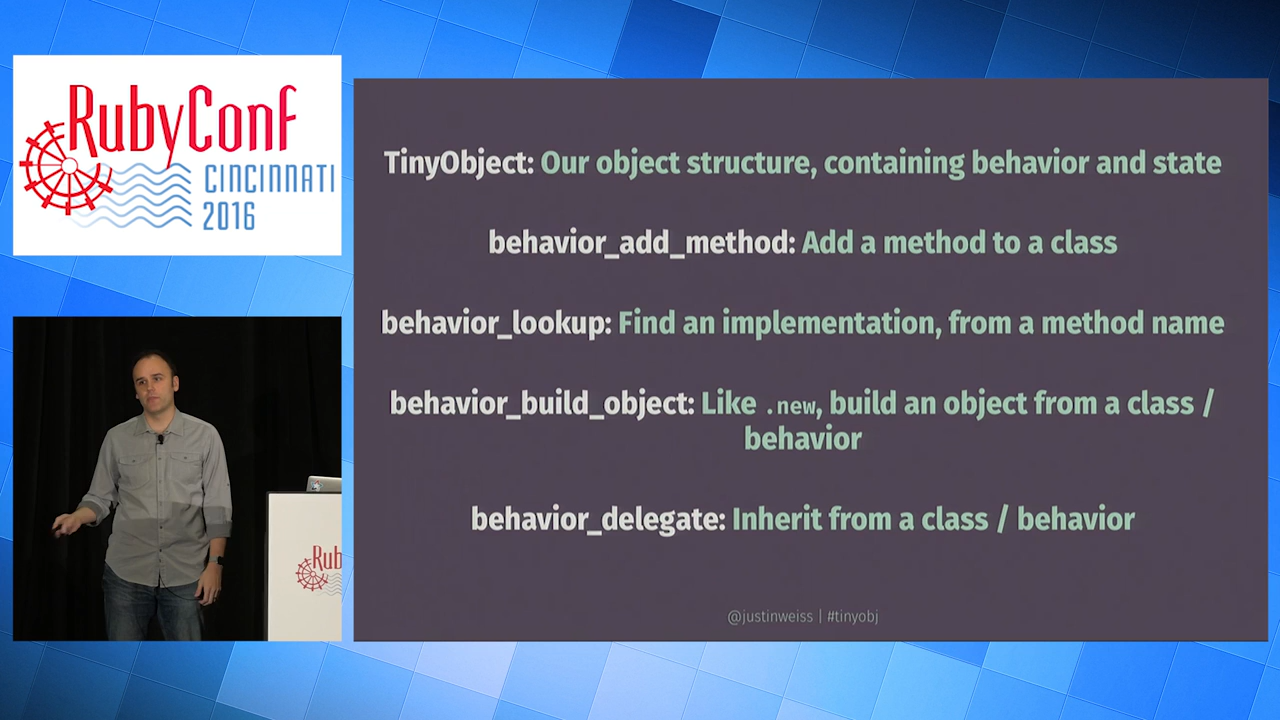 RubyConf
CINCINNATI
2016
TinyObject: Our object structure, containing behavior and state
behavior_add_method: Add a method to a class
behavior_lookup: Find an implementation, from a method name
behavior_build_object: Like .new, build an object from a class /
behavior
behavior_delegate: Inherit from a class / behavior
@justinweiss | #tinyobj
Rub